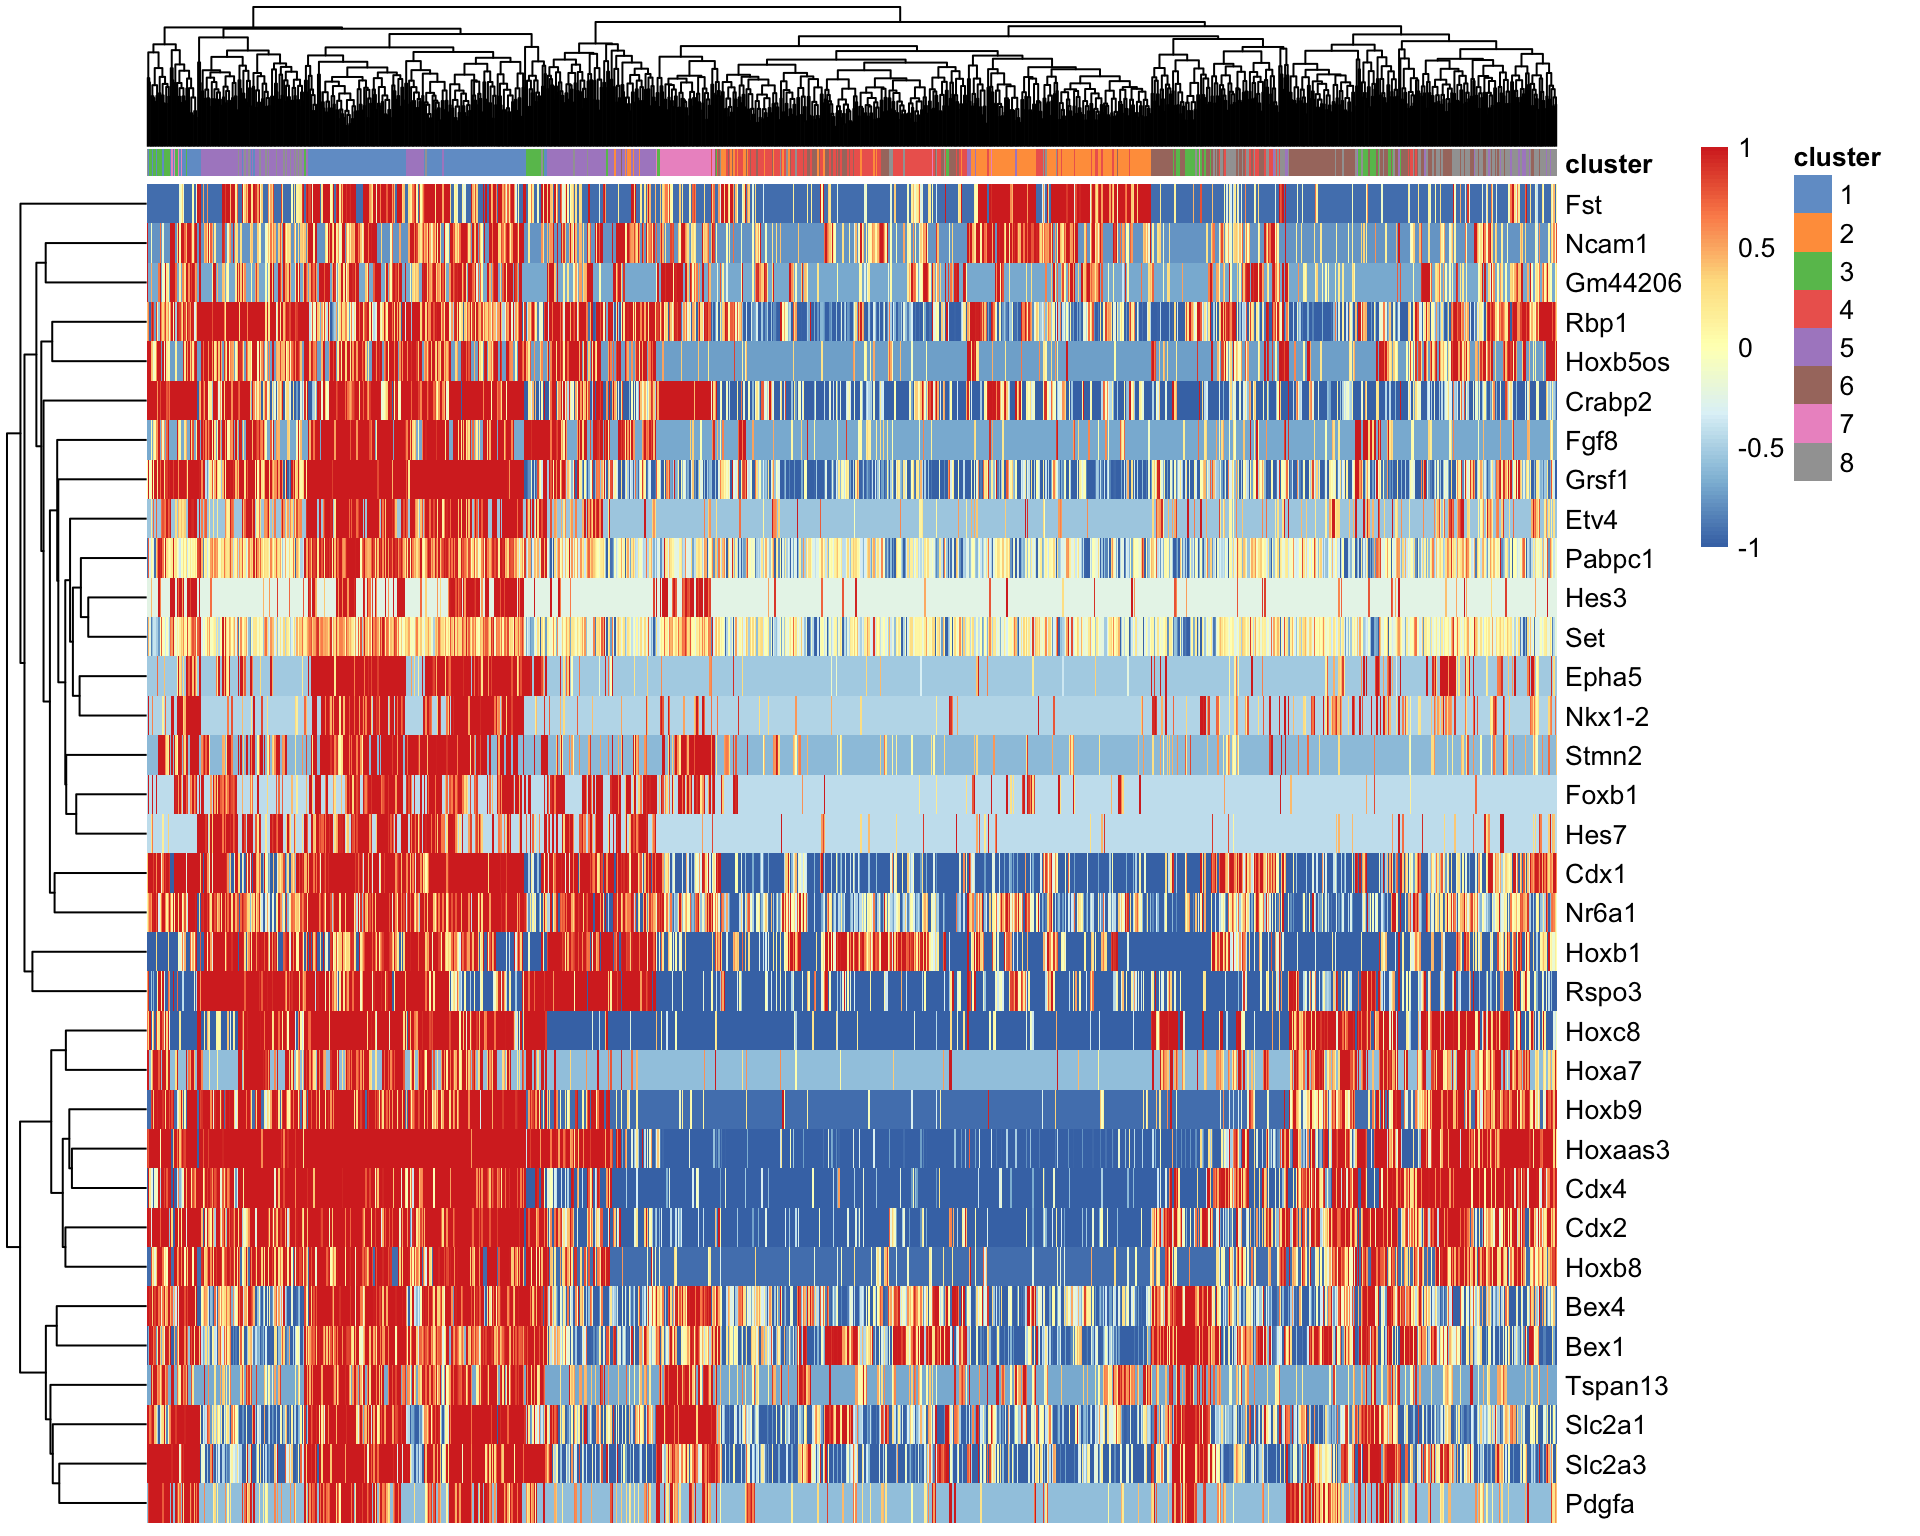 cluster
Fst
Ncam1
Gm44206
Rbp1
Hoxb5os
Crabp2
Fgf8
Grsf1
Etv4
Pabpc1
Hes3
Set
Epha5
Nkx1-2
Stmn2
Foxb1
Hes7
Cdx1
Nr6a1
Hoxb1
Rspo3
Hoxc8
Hoxa7
Hoxb9
Hoxaas3
Cdx4
Cdx2
Hoxb8
Bex4
Bex1
Tspan13
Slc2a1
Slc2a3
Pdgfa
1
0.5
0
-0.5
-1
cluster
1
2
3
4
5
6
7
8